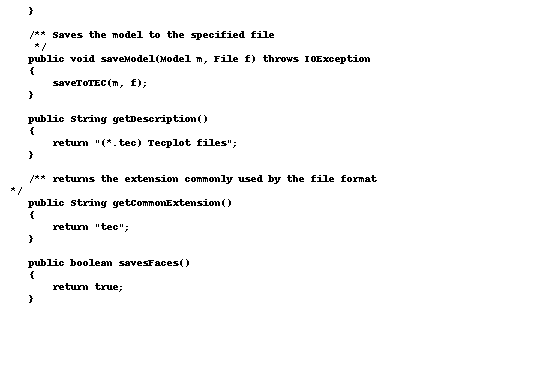 }
/** Saves the model to the specified file
*/
public void saveModel(Model m, File f) throws IOException
{
saveToTEC(m, f);
}
public String getDescription()
{
return "(*.tec) Tecplot files";
}
/** returns the extension commonly used by the file format
*/
public String getCommonExtension()
{
return "tec";
}
public boolean savesFaces()
{
return true;
}